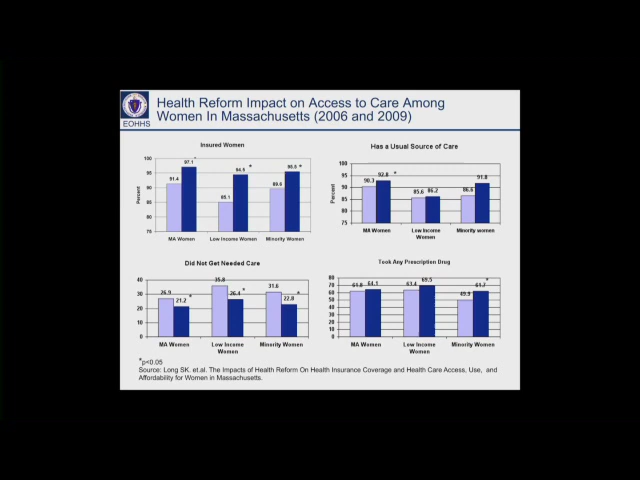 Health Reform Impact on Access to Care Among
Women In Massachusetts (2006 and 2009)
EOHHS
Insured Women
Percent
100
95
90
85
80
75
91.4
97.1
*
85.1
94.5
*
89.6
95.5
*
MA Women
Low Income Women
Minority Women
Has a Usual Source of Care
Percent
100
95
90
85
80
75
90.3
92.8
*
85.6
86.2
86.6
91.8
MA Women
Low Income
Women
Minority women
Did Not Get Needed Care
40
30
20
10
0
26.9
21.2
*
35.8
26.4
*
31.6
22.8
*
MA Women
Low Income
Women
Minority Women
Took Any Prescription Drug
80
70
60
50
40
30
20
10
0
61.8
64.1
63.4
69.5
49.9
61.7
*
MA Women
Low Income
Women
Minority Women
*p<0.05
Source: Long SK. et.al. The Impacts of Health Reform On Health Insurance Coverage and Health Care Access, Use, and
Affordability for Women in Massachusetts.